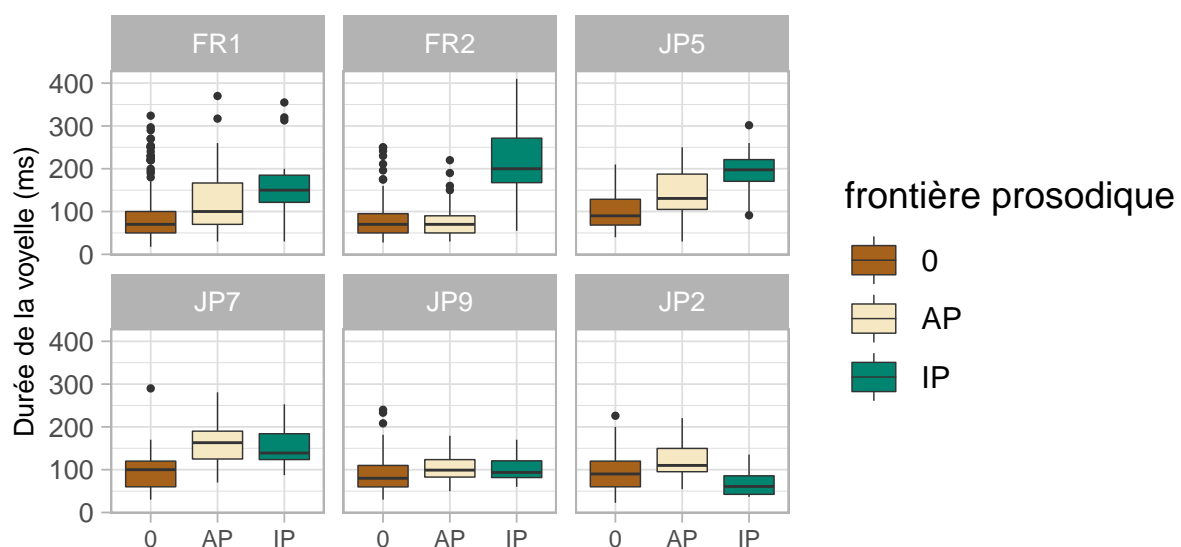 FR1 FR2 JP5
400
300
200
100
0
JP7 JP9 JP2
400
300
200
100
0
0 AP IP 0 AP IP 0 AP IP
Durée de la voyelle (ms)
frontière prosodique
0
AP
IP